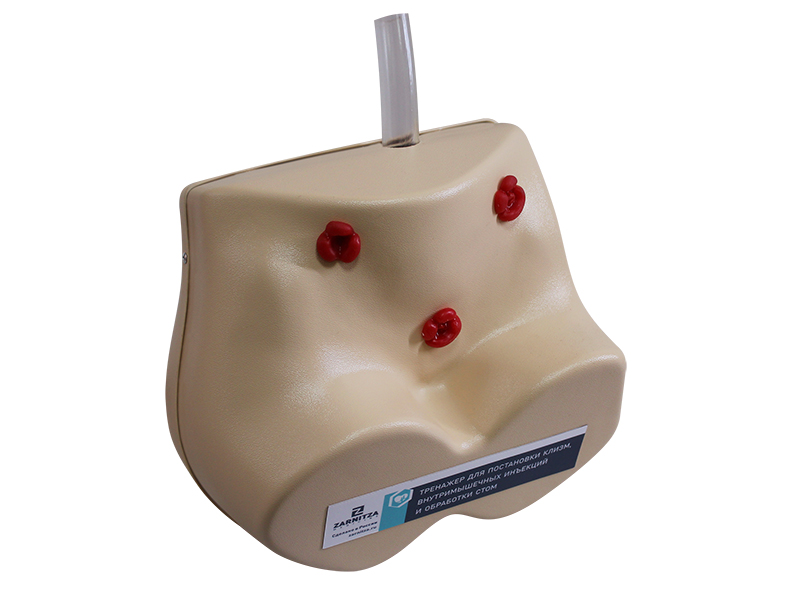 ZARNITZA
Сделано в России
zarnitza.ru
ТРЕНАЖЕР ДЛЯ ПОСТАНОВКИ КЛИЗМ,
ВНУТРИМЫШЕЧНЫХ ИНЪЕКЦИЙ
И ОБРАБОТКИ СТОМ